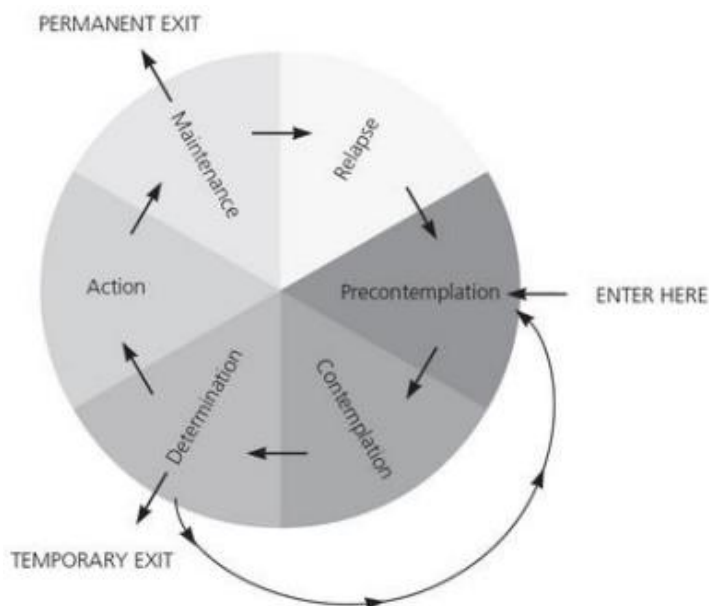 PERMANENT EXIT
Maintenance
Relapse
Action
Precontemplation
ENTER HERE
Determination
Contemplation
TEMPORARY EXIT